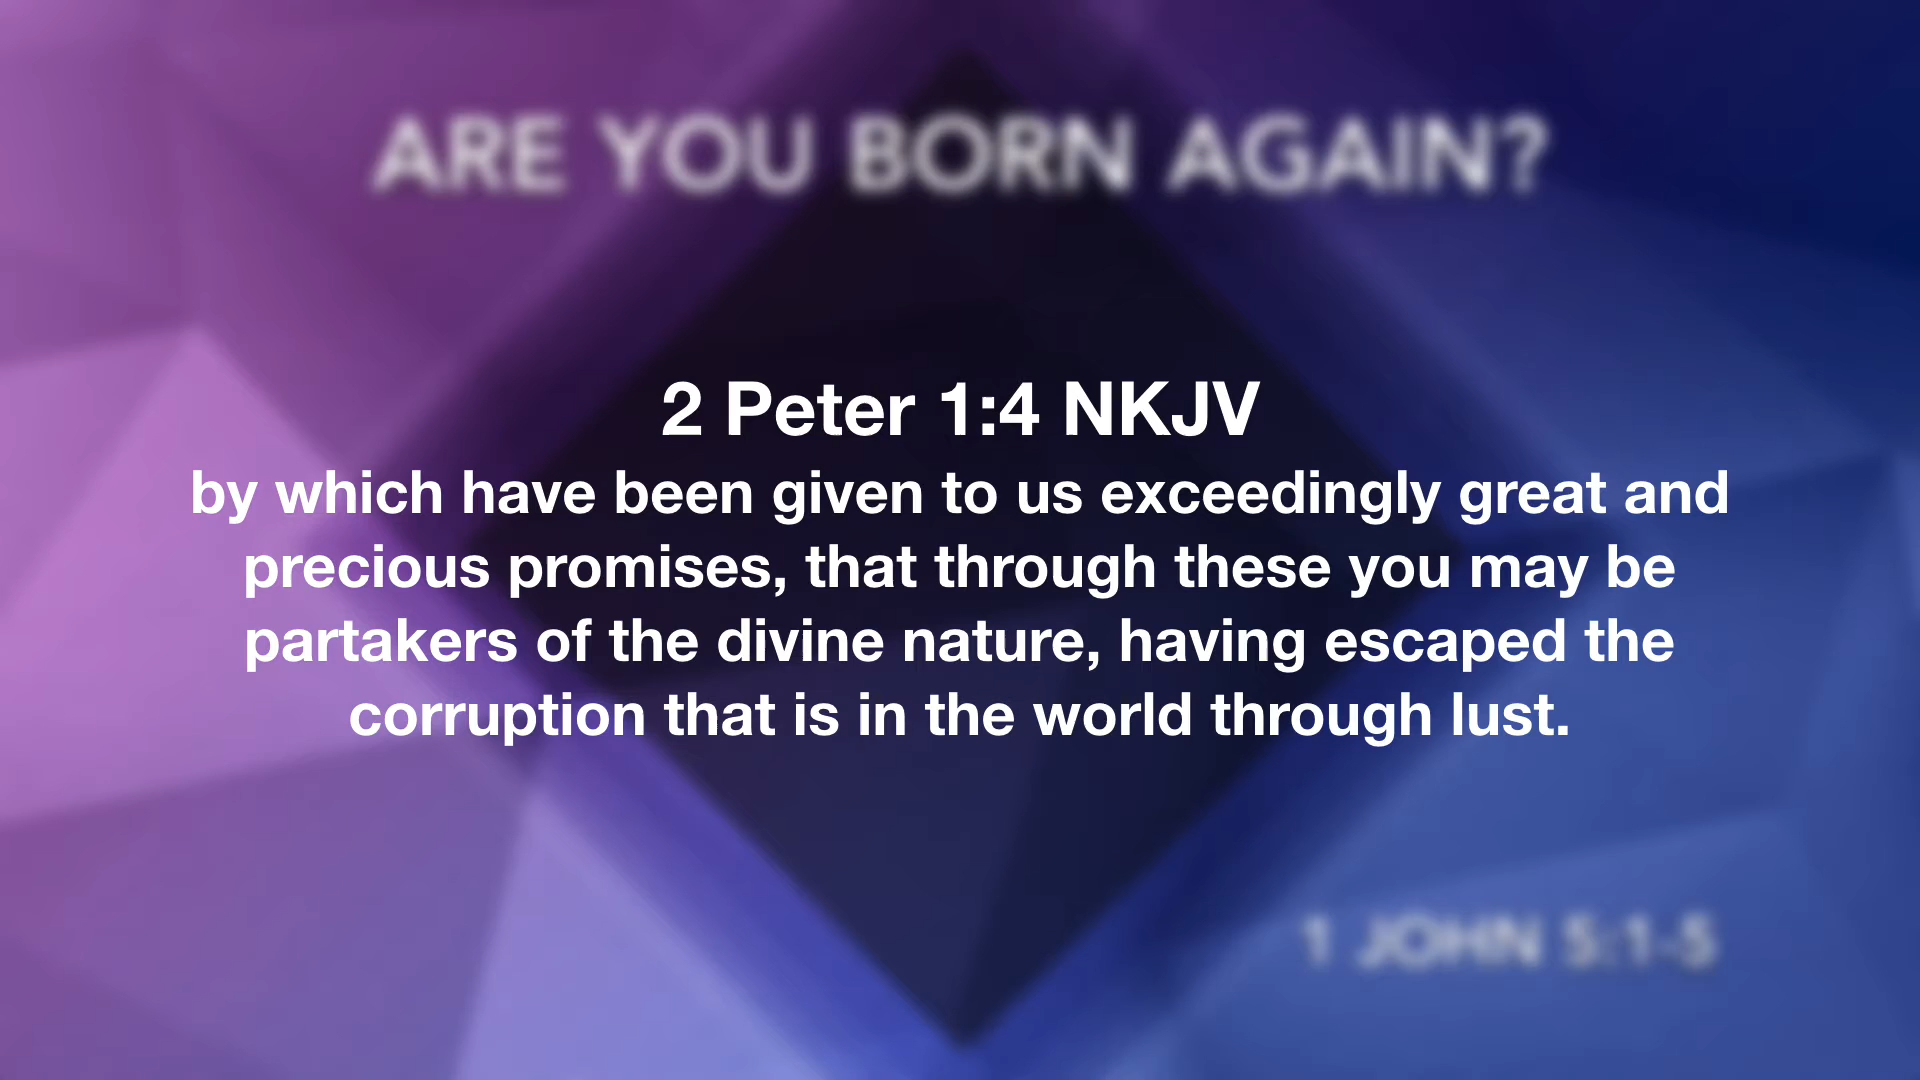 ARE YOU BORN AGAIN?
2 Peter 1:4 NKJV
by which have been given to us exceedingly great and
precious promises, that through these you may be
partakers of the divine nature, having escaped the
corruption that is in the world through lust.
1 JOHN 5:1-5